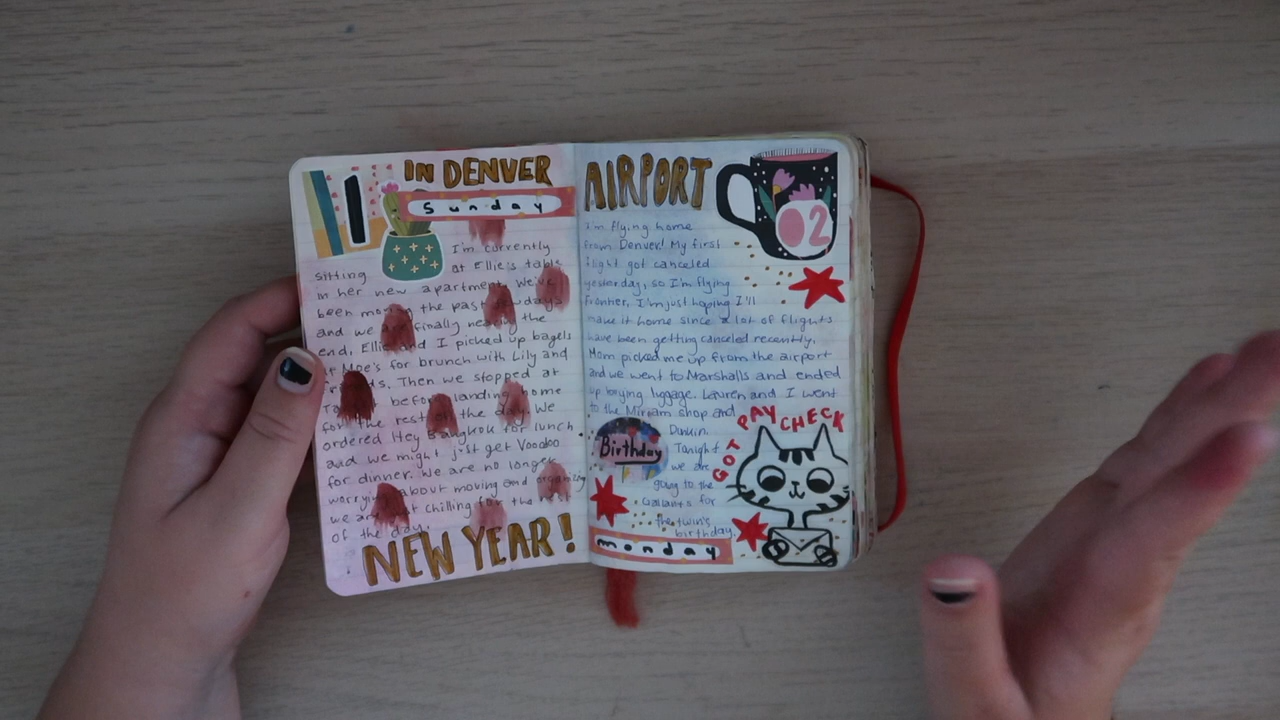 IN DENVER
Sunday
I'm currently
sitting at Ellie's table
in her new apartment. We've
been moving the past few days
and we are finally nearing the
end. Ellie and I picked up bagels
at Moe's for brunch with Lily and
Then we stopped at
before landing home
for the rest of the day. We
ordered Hey Bangkok for lunch
and we might just get Voodoo
for dinner. We are no longer
worrying about moving and organizing
we are just chilling for the rest
of the day.
NEW YEAR!
AIRPORT
02
I'm flying home
from Denver! My first
flight got canceled
yesterday, so I'm flying
Frontier. I'm just hoping I'll
make it home since a lot of flights
have been getting canceled recently.
Mom picked me up from the airport
and we went to Marshalls and ended
up buying luggage. Lauren and I went
to the Miriam shop and
Dunkin.
Tonight
we are
going to the
Gallants for
the twin's
birthday.
Birthday
GOT PAY CHECK
monday